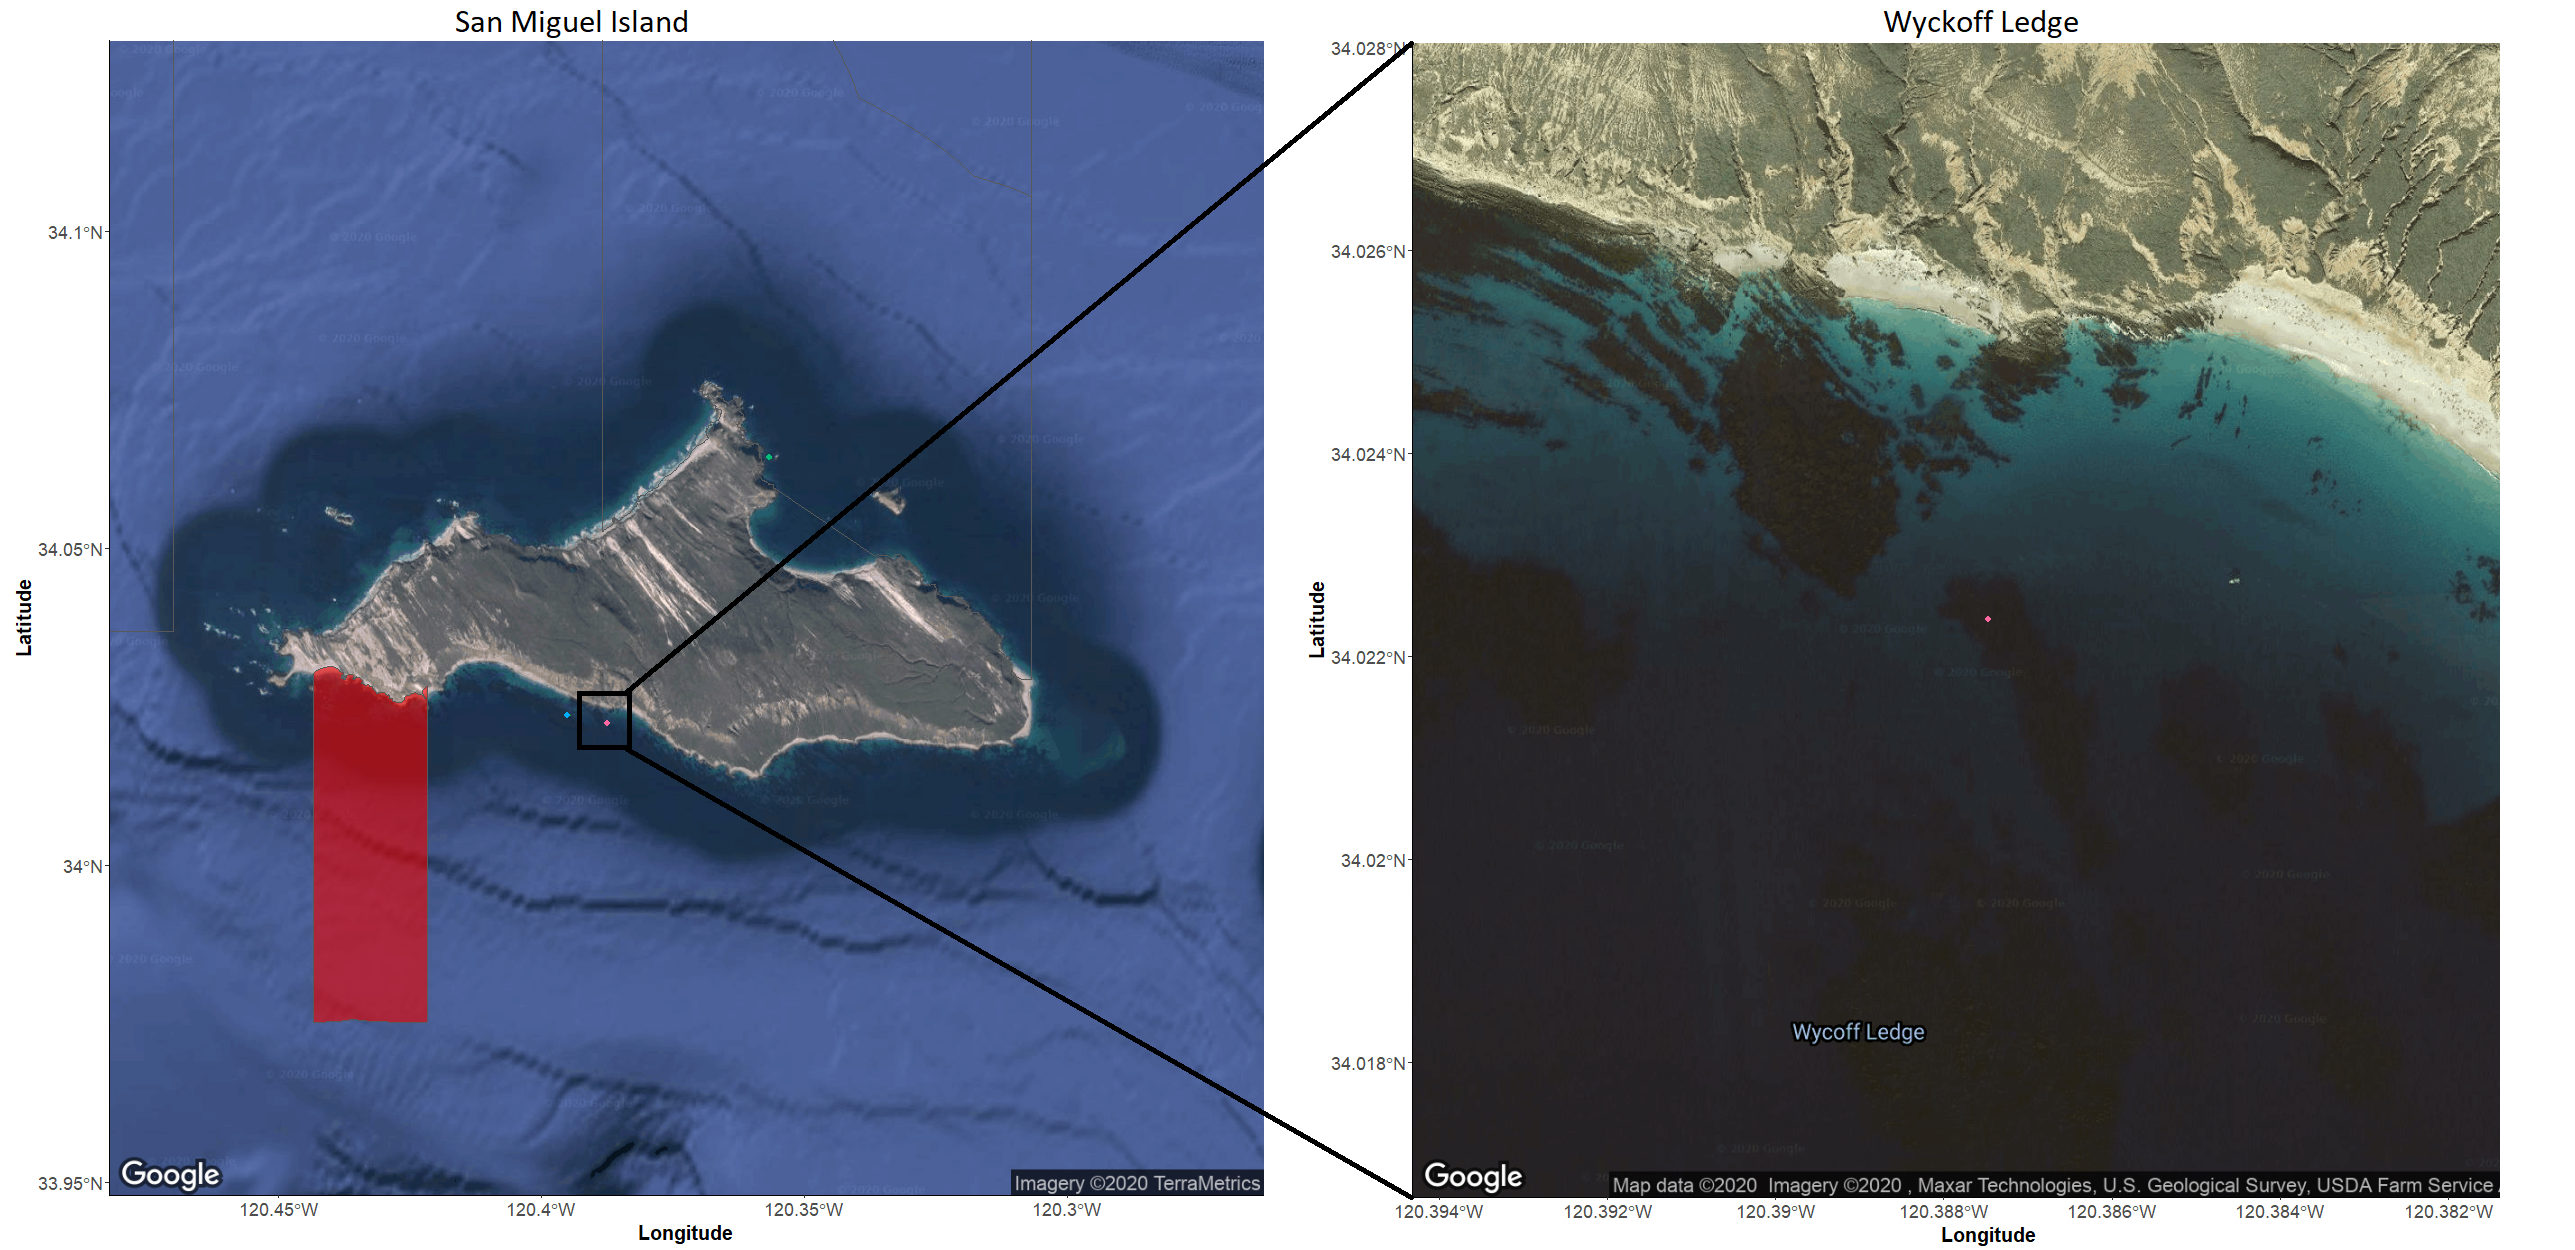 San Miguel Island
Wyckoff Ledge
Latitude
34.1°N
34.05°N
34°N
33.95°N
120.45°W
120.4°W
120.35°W
120.3°W
Longitude
Google
Imagery ©2020 TerraMetrics
© 2020 Google
Latitude
34.028°N
34.026°N
34.024°N
34.022°N
34.02°N
34.018°N
Wycoff Ledge
Google
Map data ©2020 Imagery ©2020 , Maxar Technologies, U.S. Geological Survey, USDA Farm Service
120.394°W
120.392°W
120.39°W
120.388°W
120.386°W
120.384°W
120.382°W
Longitude